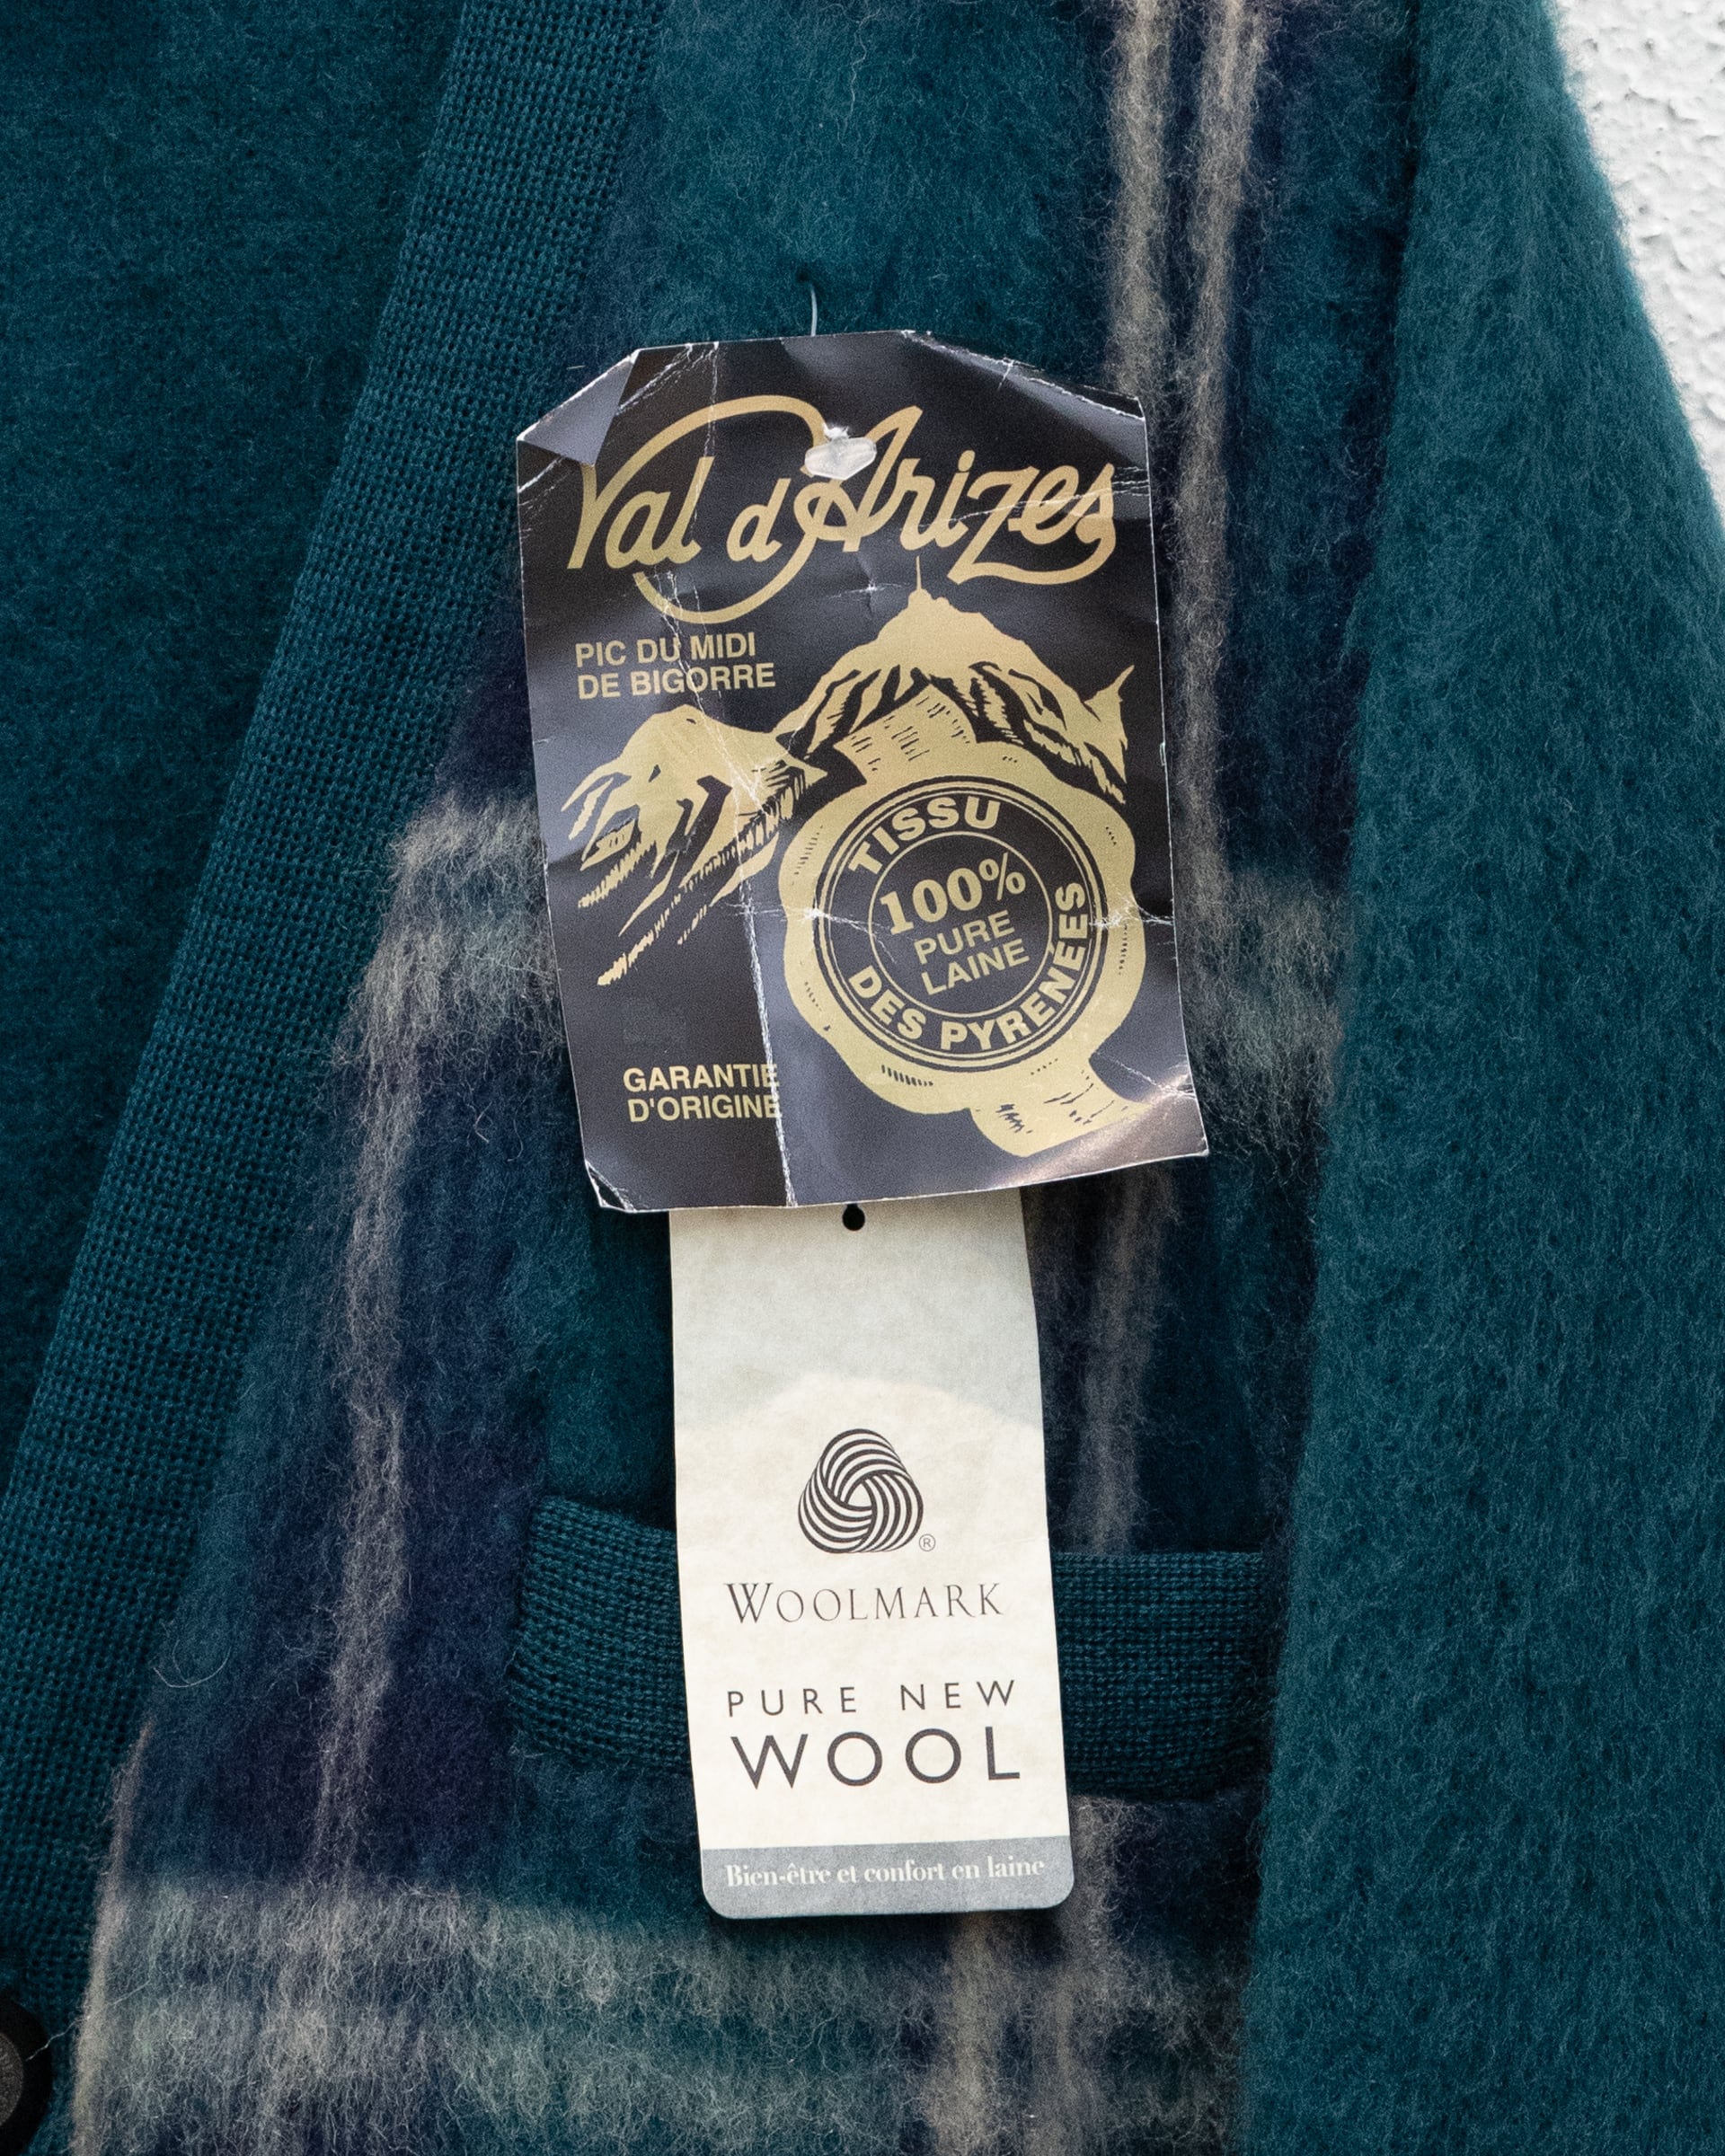 Val d'Arizes
PIC DU MIDI
DE BIGORRE
TISSU
100%
PURE
LAINE
DES PYRENÉES
GARANTIE
D'ORIGINE
®
WOOLMARK
PURE NEW
WOOL
Bien-être et confort en laine